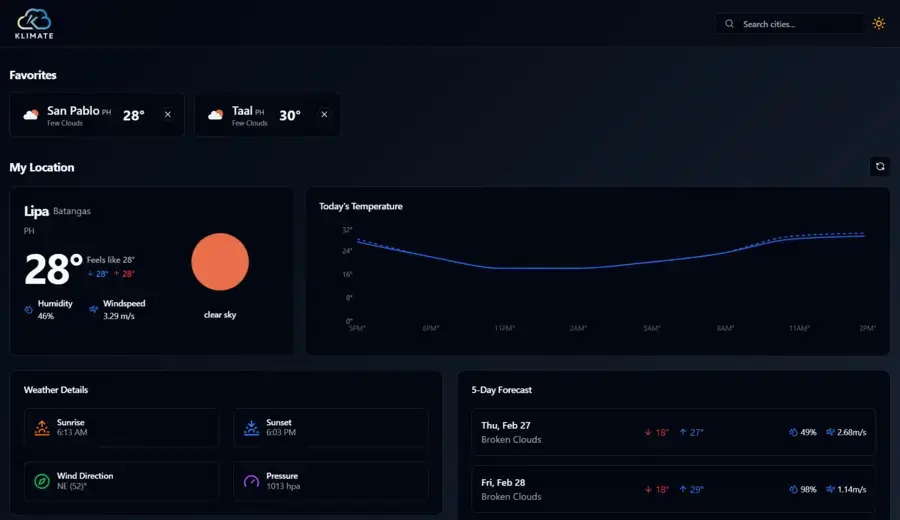 KLIMATE
Search cities...
Favorites
San Pablo PH
Few Clouds
28°
Taal PH
Few Clouds
30°
My Location
Lipa Batangas
PH
28°
Feels like 28°
↓ 28° ↑ 28°
Humidity
46%
Windspeed
3.29 m/s
clear sky
Today's Temperature
32°
24°
16°
8°
0°
5PM° 8PM° 11PM° 2AM° 5AM° 8AM° 11AM° 2PM°
Weather Details
Sunrise
6:13 AM
Sunset
6:03 PM
Wind Direction
NE (52)°
Pressure
1013 hpa
5-Day Forecast
Thu, Feb 27
Broken Clouds
↓ 18° ↑ 27°
49% 2.68m/s
Fri, Feb 28
Broken Clouds
↓ 18° ↑ 29°
98% 1.14m/s